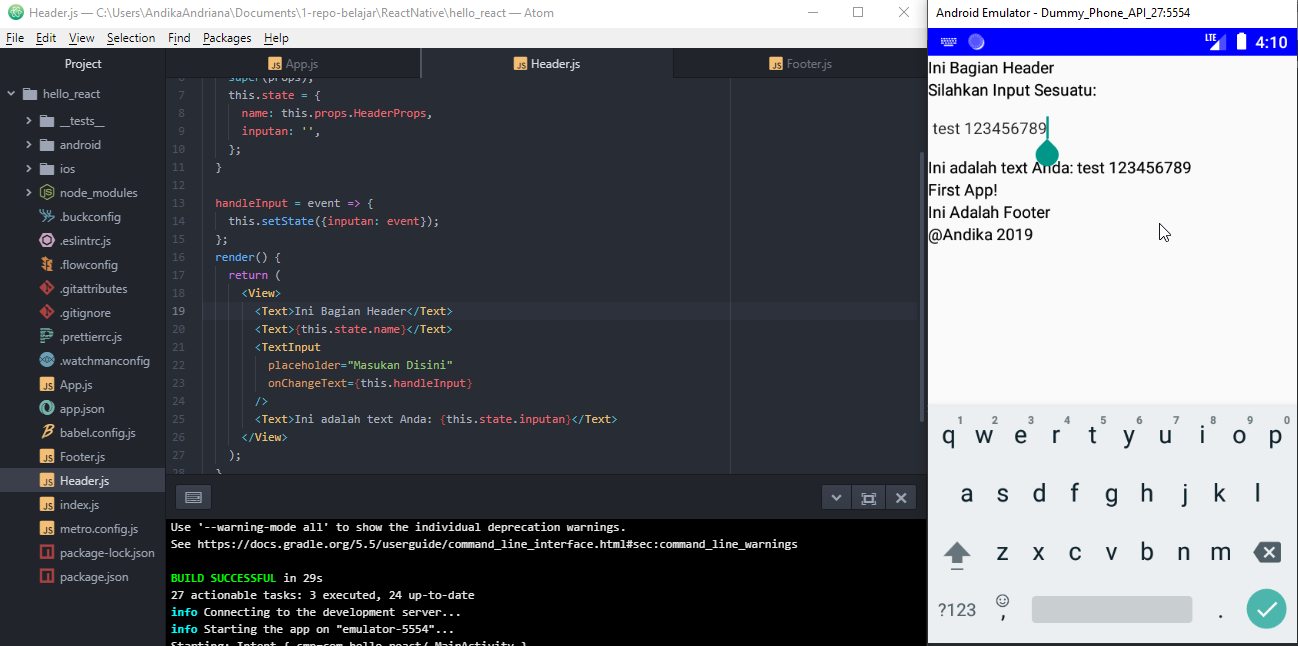 Header.js — C:\Users\AndikaAndriana\Documents\1-repo-belajar\ReactNative\hello_react — Atom
File Edit View Selection Find Packages Help
Project
hello_react
__tests__
android
ios
node_modules
.buckconfig
.eslintrc.js
.flowconfig
.gitattributes
.gitignore
.prettierrc.js
.watchmanconfig
App.js
app.json
babel.config.js
Footer.js
Header.js
index.js
metro.config.js
package-lock.json
package.json
App.js
Header.js
Footer.js
6 super(props);
7 this.state = {
8 name: this.props.HeaderProps,
9 inputan: '',
10 };
11 }
12
13 handleInput = event => {
14 this.setState({inputan: event});
15 };
16 render() {
17 return (
18 <View>
19 <Text>Ini Bagian Header</Text>
20 <Text>{this.state.name}</Text>
21 <TextInput
22 placeholder="Masukan Disini"
23 onChangeText={this.handleInput}
24 />
25 <Text>Ini adalah text Anda: {this.state.inputan}</Text>
26 </View>
27 );
28 }
Use '--warning-mode all' to show the individual deprecation warnings.
See https://docs.gradle.org/5.5/userguide/command_line_interface.html#sec:command_line_warnings
BUILD SUCCESSFUL in 29s
27 actionable tasks: 3 executed, 24 up-to-date
info Connecting to the development server...
info Starting the app on "emulator-5554"...
Starting: Intent { cmp=com.hello_react/.MainActivity }
Android Emulator - Dummy_Phone_API_27:5554
LTE 4:10
Ini Bagian Header
Silahkan Input Sesuatu:
test 123456789
Ini adalah text Anda: test 123456789
First App!
Ini Adalah Footer
@Andika 2019
1 2 3 4 5 6 7 8 9 0
q w e r t y u i o p
a s d f g h j k l
z x c v b n m
?123 , .